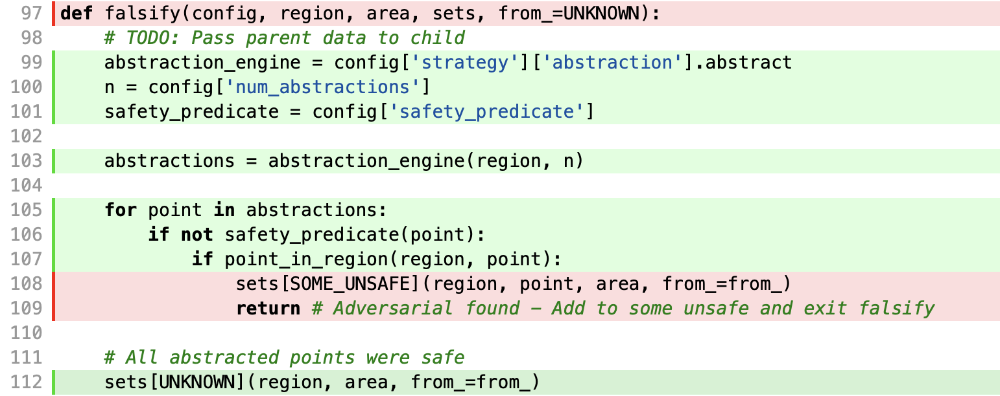 97 def falsify(config, region, area, sets, from_=UNKNOWN):
98     # TODO: Pass parent data to child
99     abstraction_engine = config['strategy']['abstraction'].abstract
100     n = config['num_abstractions']
101     safety_predicate = config['safety_predicate']
102
103     abstractions = abstraction_engine(region, n)
104
105     for point in abstractions:
106         if not safety_predicate(point):
107             if point_in_region(region, point):
108                 sets[SOME_UNSAFE](region, point, area, from_=from_)
109                 return # Adversarial found – Add to some unsafe and exit falsify
110
111     # All abstracted points were safe
112     sets[UNKNOWN](region, area, from_=from_)